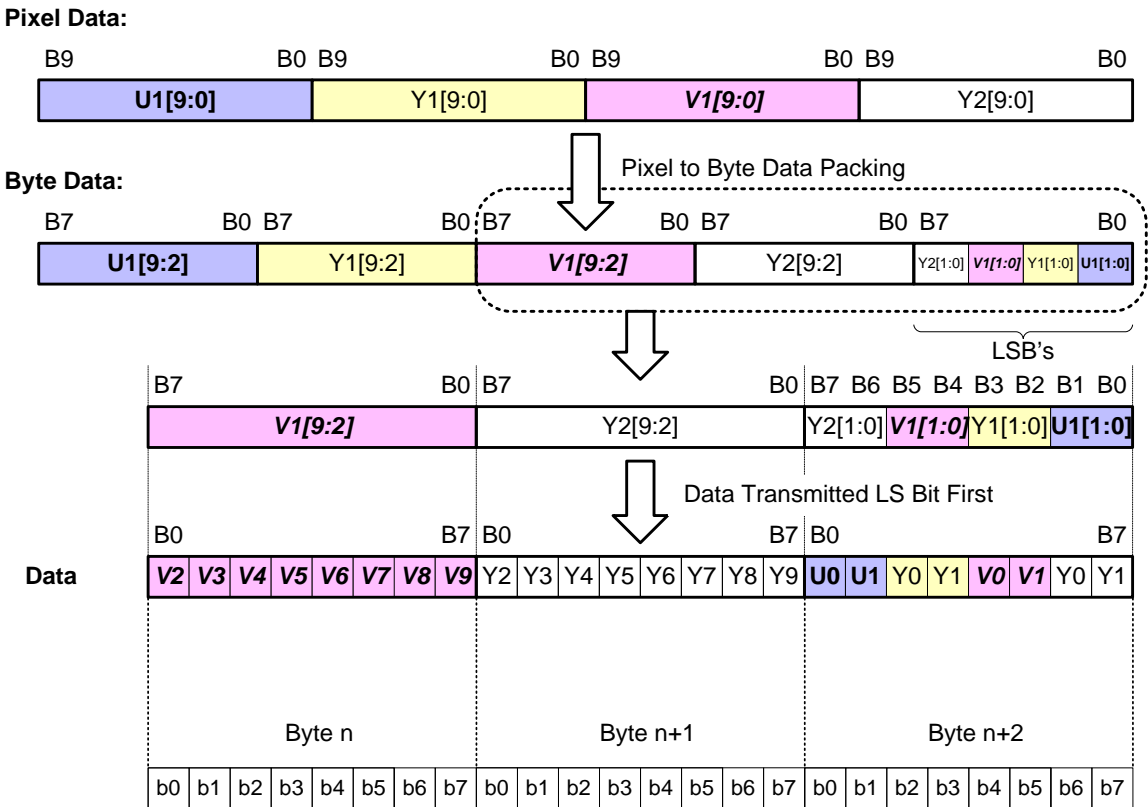 Pixel Data:
B9 B0 B9 B0 B9 B0 B9 B0
U1[9:0] Y1[9:0] V1[9:0] Y2[9:0]
Pixel to Byte Data Packing
Byte Data:
B7 B0 B7 B0 B7 B0 B7 B0 B7 B0
U1[9:2] Y1[9:2] V1[9:2] Y2[9:2] Y2[1:0] V1[1:0] Y1[1:0] U1[1:0]
LSB's
B7 B0 B7 B0 B7 B6 B5 B4 B3 B2 B1 B0
V1[9:2] Y2[9:2] Y2[1:0] V1[1:0] Y1[1:0] U1[1:0]
Data Transmitted LS Bit First
B0 B7 B0 B7 B0 B7
Data V2 V3 V4 V5 V6 V7 V8 V9 Y2 Y3 Y4 Y5 Y6 Y7 Y8 Y9 U0 U1 Y0 Y1 V0 V1 Y0 Y1
Byte n Byte n+1 Byte n+2
b0 b1 b2 b3 b4 b5 b6 b7 b0 b1 b2 b3 b4 b5 b6 b7 b0 b1 b2 b3 b4 b5 b6 b7